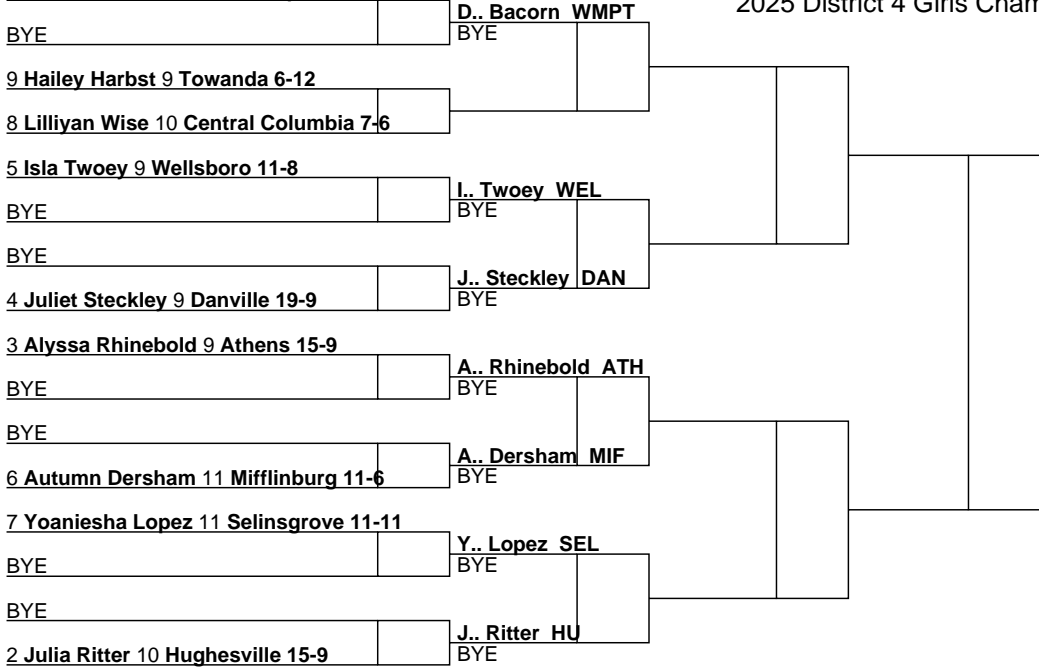 2025 District 4 Girls Cham
D.. Bacorn WMPT
BYE
BYE
9 Hailey Harbst 9 Towanda 6-12
8 Lilliyan Wise 10 Central Columbia 7-6
5 Isla Twoey 9 Wellsboro 11-8
I.. Twoey WEL
BYE
BYE
BYE
J.. Steckley DAN
BYE
4 Juliet Steckley 9 Danville 19-9
3 Alyssa Rhinebold 9 Athens 15-9
A.. Rhinebold ATH
BYE
BYE
BYE
A.. Dersham MIF
BYE
6 Autumn Dersham 11 Mifflinburg 11-6
7 Yoaniesha Lopez 11 Selinsgrove 11-11
Y.. Lopez SEL
BYE
BYE
BYE
J.. Ritter HU
BYE
2 Julia Ritter 10 Hughesville 15-9